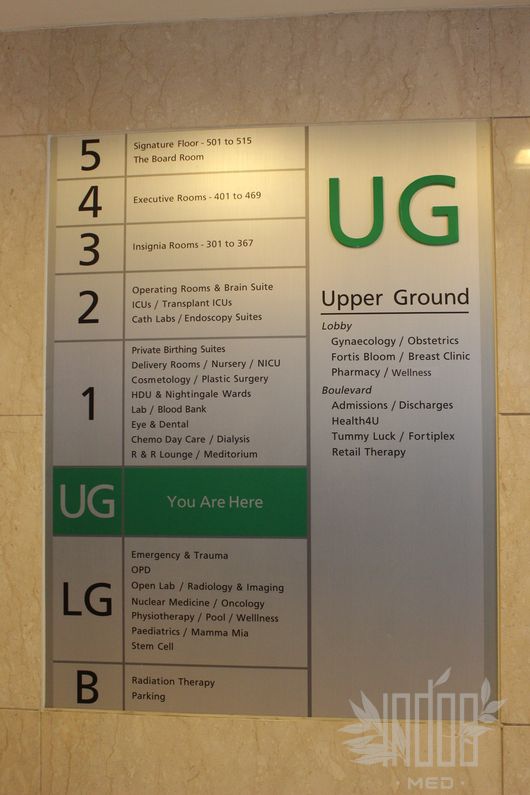 5
Signature Floor - 501 to 515
The Board Room
4
Executive Rooms - 401 to 469
3
Insignia Rooms - 301 to 367
2
Operating Rooms & Brain Suite
ICUs / Transplant ICUs
Cath Labs / Endoscopy Suites
1
Private Birthing Suites
Delivery Rooms / Nursery / NICU
Cosmetology / Plastic Surgery
HDU & Nightingale Wards
Lab / Blood Bank
Eye & Dental
Chemo Day Care / Dialysis
R & R Lounge / Meditorium
UG
You Are Here
LG
Emergency & Trauma
OPD
Open Lab / Radiology & Imaging
Nuclear Medicine / Oncology
Physiotherapy / Pool / Welllness
Paediatrics / Mamma Mia
Stem Cell
B
Radiation Therapy
Parking
UG
Upper Ground
Lobby
Gynaecology / Obstetrics
Fortis Bloom / Breast Clinic
Pharmacy / Wellness
Boulevard
Admissions / Discharges
Health4U
Tummy Luck / Fortiplex
Retail Therapy
INDOO
MED